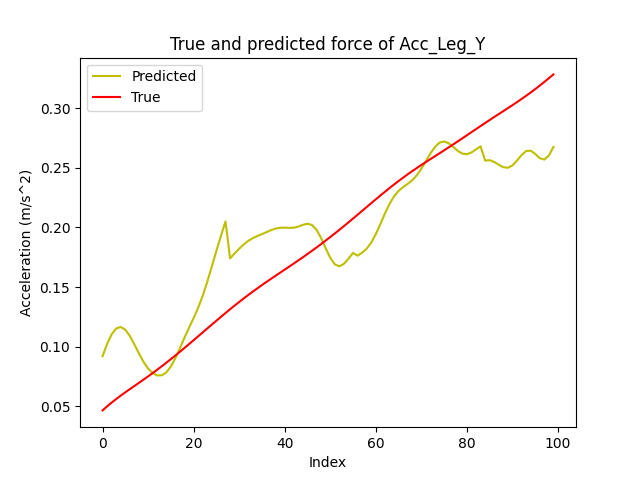 True and predicted force of Acc_Leg_Y
Predicted
True
Acceleration (m/s^2)
0.30
0.25
0.20
0.15
0.10
0.05
0 20 40 60 80 100
Index